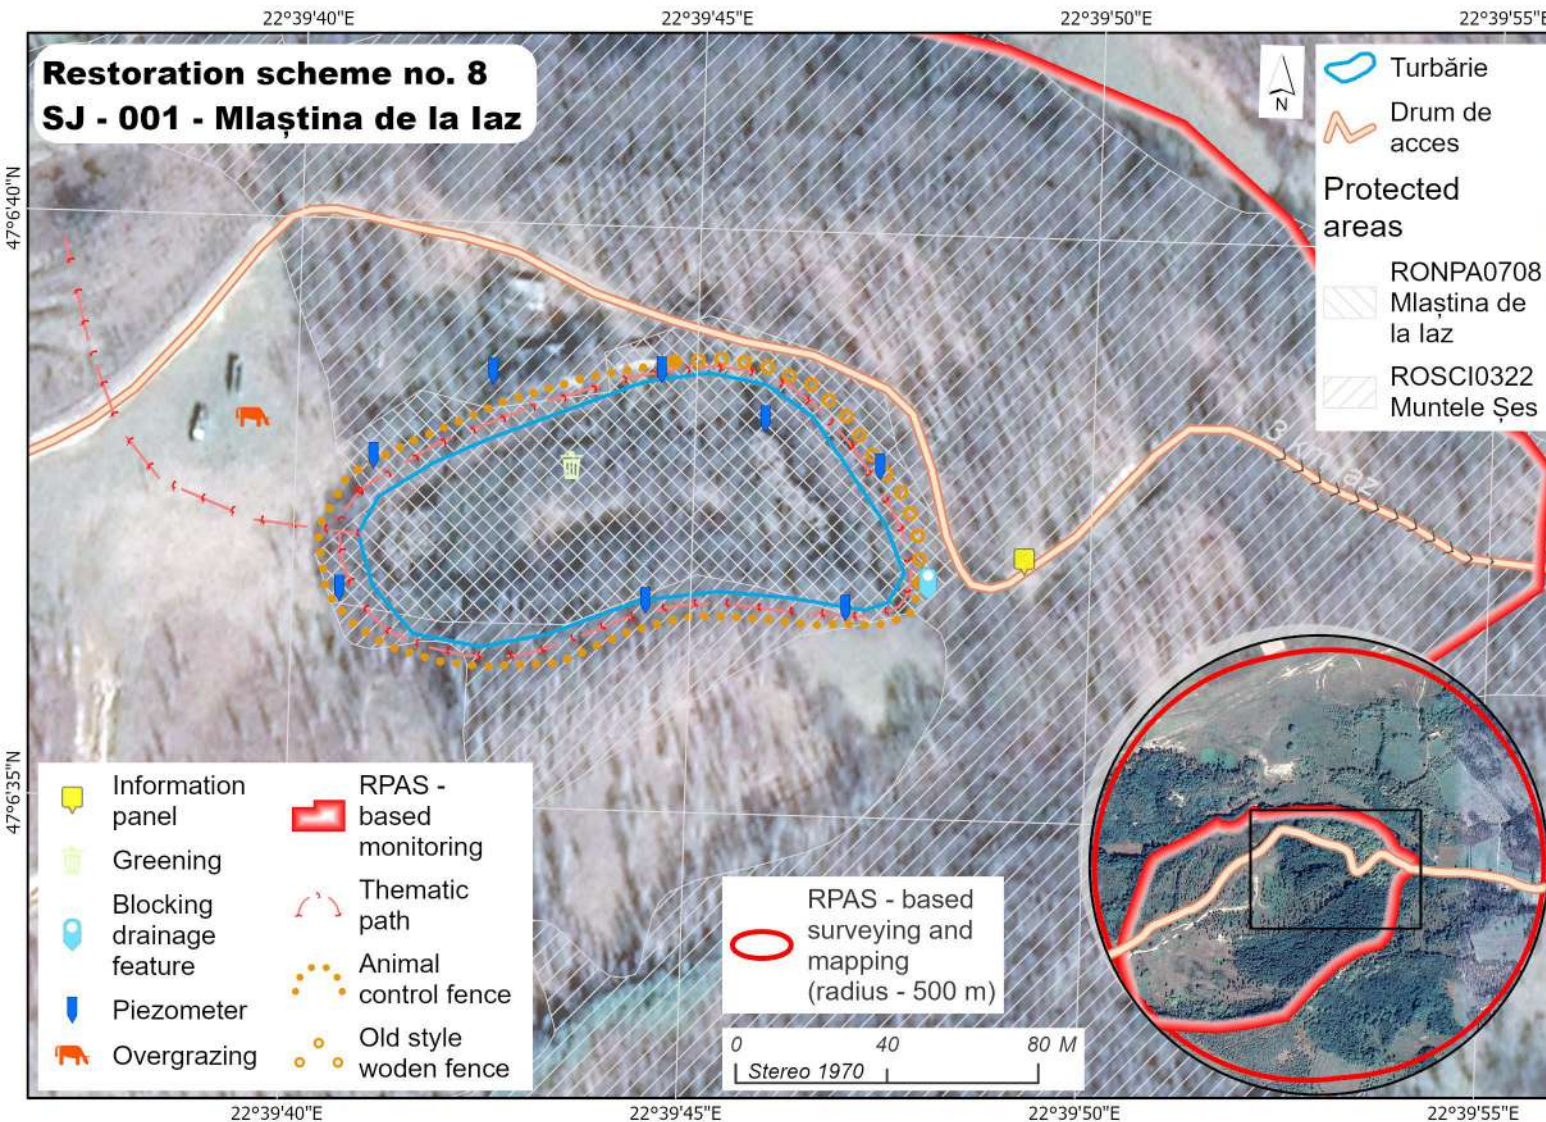 22°39'40"E
22°39'45"E
22°39'50"E
22°39'55"E
Restoration scheme no. 8
SJ - 001 - Mlaștina de la Iaz
N
Turbărie
Drum de
acces
Protected
areas
RONPA0708
Mlaștina de
la Iaz
ROSCI0322
Muntele Șes
47°6'40"N
3 km Iaz
47°6'35"N
Information
panel
Greening
Blocking
drainage
feature
Piezometer
Overgrazing
RPAS -
based
monitoring
Thematic
path
Animal
control fence
Old style
woden fence
RPAS - based
surveying and
mapping
(radius - 500 m)
0 40 80 M
Stereo 1970
22°39'40"E
22°39'45"E
22°39'50"E
22°39'55"E